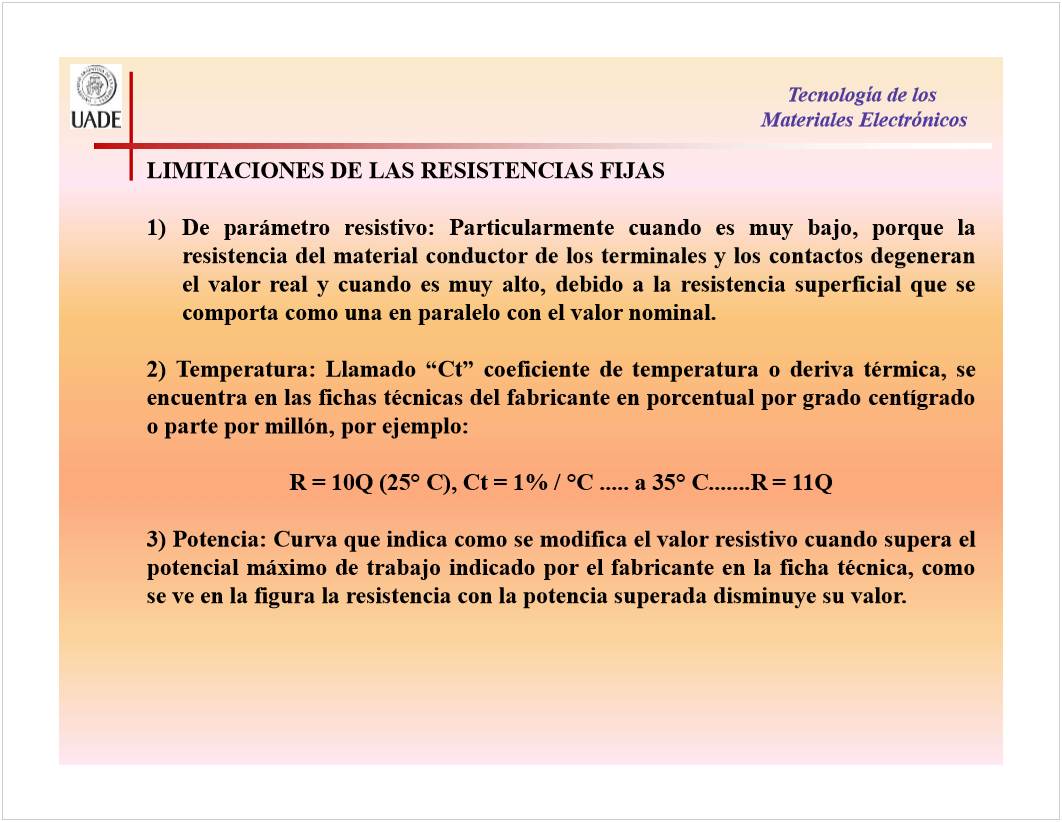 UADE
Tecnología de los
Materiales Electrónicos
LIMITACIONES DE LAS RESISTENCIAS FIJAS
1) De parámetro resistivo: Particularmente cuando es muy bajo, porque la
resistencia del material conductor de los terminales y los contactos degeneran
el valor real y cuando es muy alto, debido a la resistencia superficial que se
comporta como una en paralelo con el valor nominal.
2) Temperatura: Llamado “Ct” coeficiente de temperatura o deriva térmica, se
encuentra en las fichas técnicas del fabricante en porcentual por grado centígrado
o parte por millón, por ejemplo:
R = 10Q (25° C), Ct = 1% / °C ..... a 35° C.......R = 11Q
3) Potencia: Curva que indica como se modifica el valor resistivo cuando supera el
potencial máximo de trabajo indicado por el fabricante en la ficha técnica, como
se ve en la figura la resistencia con la potencia superada disminuye su valor.